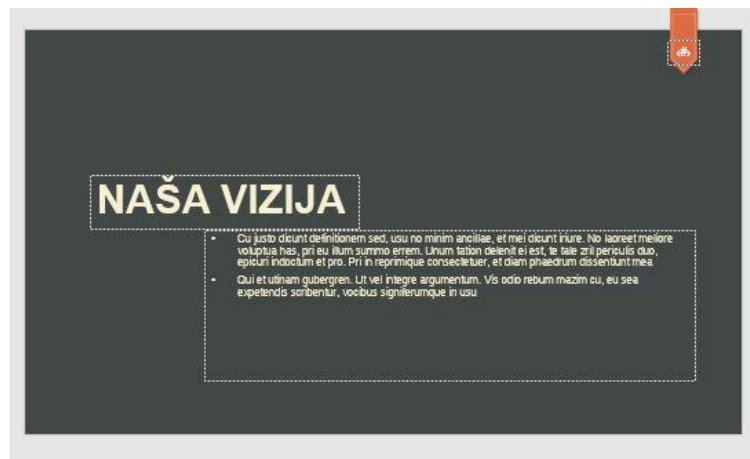 ‹#›
NAŠA VIZIJA
• Cu justo dicunt definitionem sed, usu no minim ancillae, et mei dicunt iriure. No laoreet meliore
voluptua has, pri eu illum summo errem. Unum tation delenit ei est, te tale zril periculis duo,
epicuri indoctum et pro. Pri in reprimique consectetuer, et diam phaedrum dissentiunt mea
• Qui et utinam gubergren. Ut vel integre argumentum. Vis odio rebum mazim cu, eu sea
expetendis scribentur, vocibus signiferumque in usu